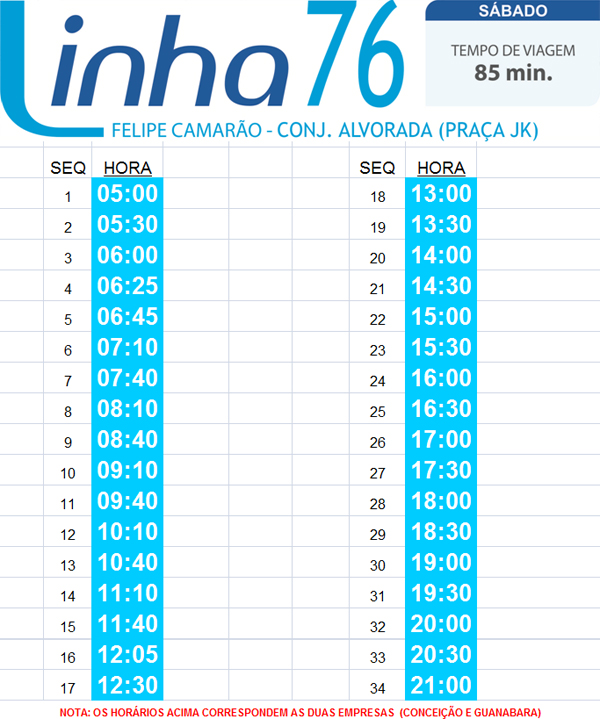 Linha 76
SÁBADO
TEMPO DE VIAGEM
85 min.
FELIPE CAMARÃO - CONJ. ALVORADA (PRAÇA JK)
SEQ HORA SEQ HORA
1 05:00 18 13:00
2 05:30 19 13:30
3 06:00 20 14:00
4 06:25 21 14:30
5 06:45 22 15:00
6 07:10 23 15:30
7 07:40 24 16:00
8 08:10 25 16:30
9 08:40 26 17:00
10 09:10 27 17:30
11 09:40 28 18:00
12 10:10 29 18:30
13 10:40 30 19:00
14 11:10 31 19:30
15 11:40 32 20:00
16 12:05 33 20:30
17 12:30 34 21:00
NOTA: OS HORÁRIOS ACIMA CORRESPONDEM AS DUAS EMPRESAS (CONCEIÇÃO E GUANABARA)